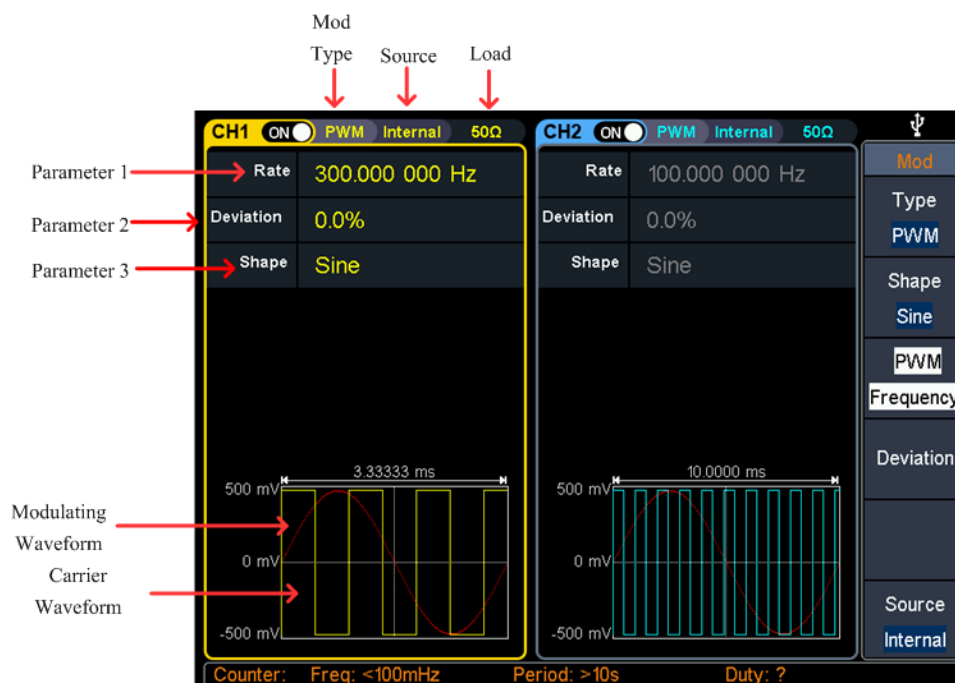 Mod
Type
Source
Load
CH1 ON PWM Internal 50Ω
CH2 ON PWM Internal 50Ω
Parameter 1
Rate 300.000 000 Hz
Rate 100.000 000 Hz
Parameter 2
Deviation 0.0%
Deviation 0.0%
Parameter 3
Shape Sine
Shape Sine
Mod
Type
PWM
Shape
Sine
PWM
Frequency
Deviation
Source
Internal
3.33333 ms
500 mV
0 mV
-500 mV
10.0000 ms
500 mV
0 mV
-500 mV
Modulating
Waveform
Carrier
Waveform
Counter: Freq: <100mHz Period: >10s Duty: ?